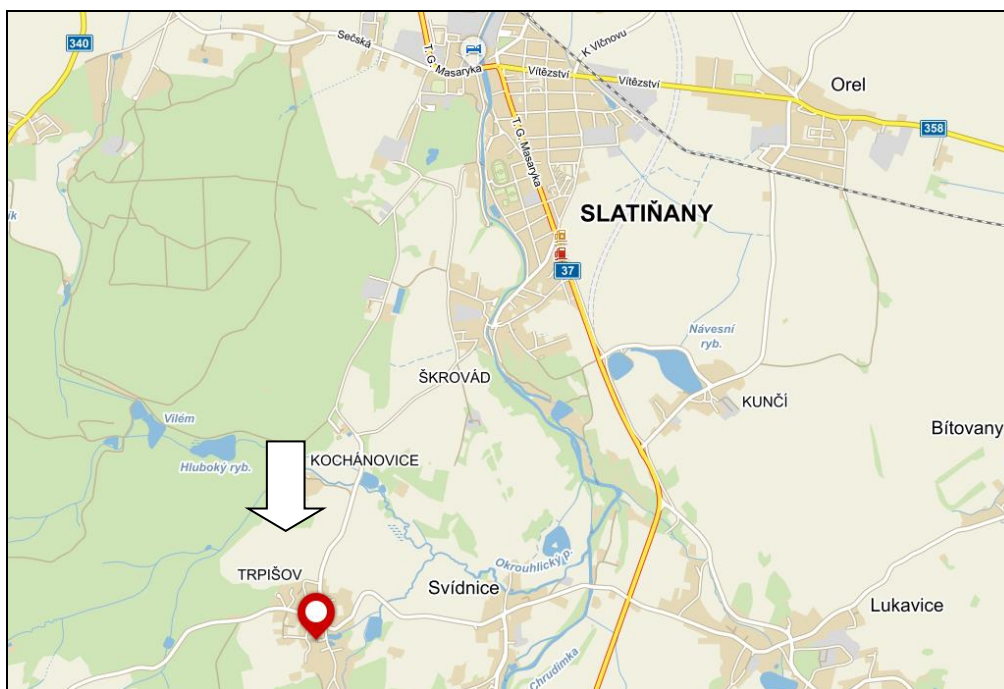 340
Sečská
T. G. Masaryka
K Vlčnovu
Vítězství
Vítězství
Orel
358
T. G. Masaryka
SLATIŇANY
37
Návesní
ryb.
ŠKROVÁD
KUNČÍ
Vilém
Bítovany
Hluboký ryb.
KOCHÁNOVICE
Okrouhlický p.
TRPIŠOV
Svídnice
Lukavice
Chrudimka